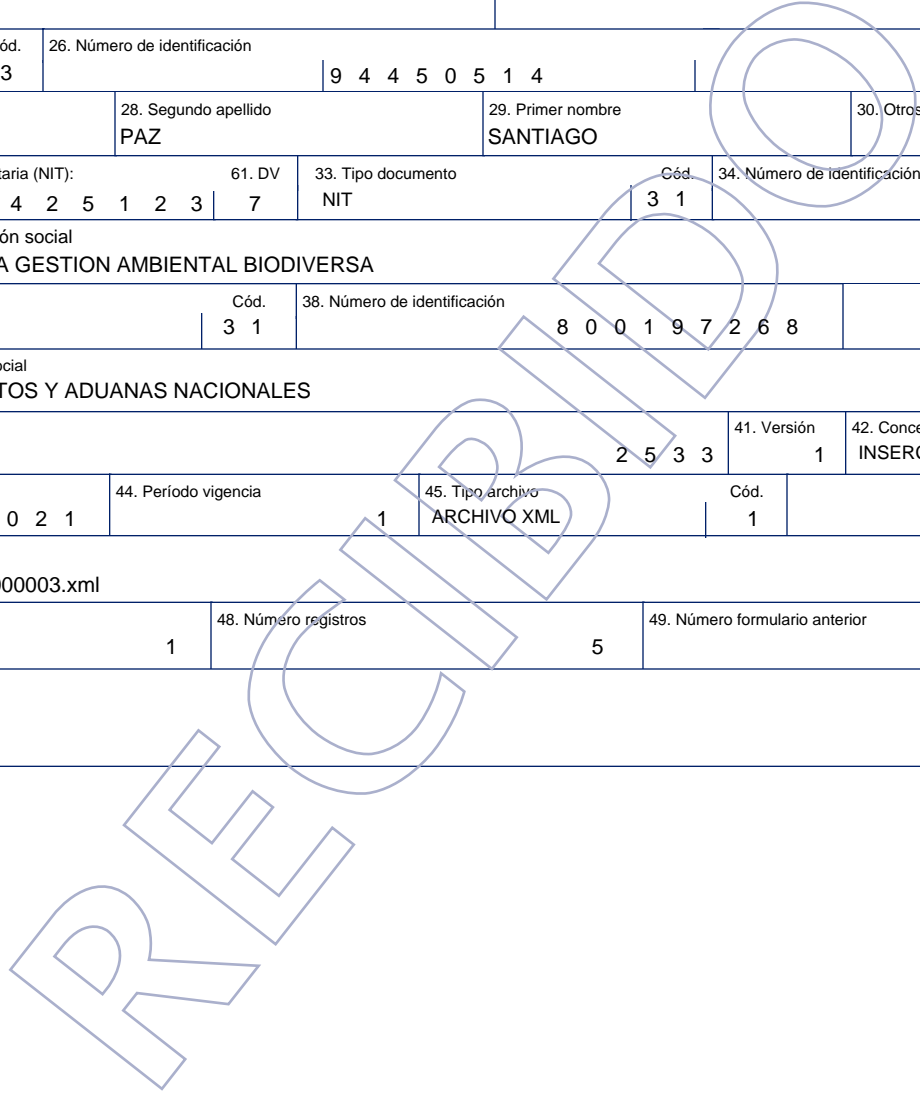 ód. 26. Número de identificación
3 9 4 4 5 0 5 1 4
28. Segundo apellido 29. Primer nombre 30. Otros
PAZ SANTIAGO
taria (NIT): 61. DV 33. Tipo documento Cód. 34. Número de identificación
4 2 5 1 2 3 7 NIT 3 1
ón social
A GESTION AMBIENTAL BIODIVERSA
Cód. 38. Número de identificación
3 1 8 0 0 1 9 7 2 6 8
ocial
TOS Y ADUANAS NACIONALES
41. Versión 42. Conce
2 5 3 3 1 INSERC
44. Período vigencia 45. Tipo archivo Cód.
0 2 1 1 ARCHIVO XML 1
000003.xml
48. Número registros 49. Número formulario anterior
1 5
RECIBIDO